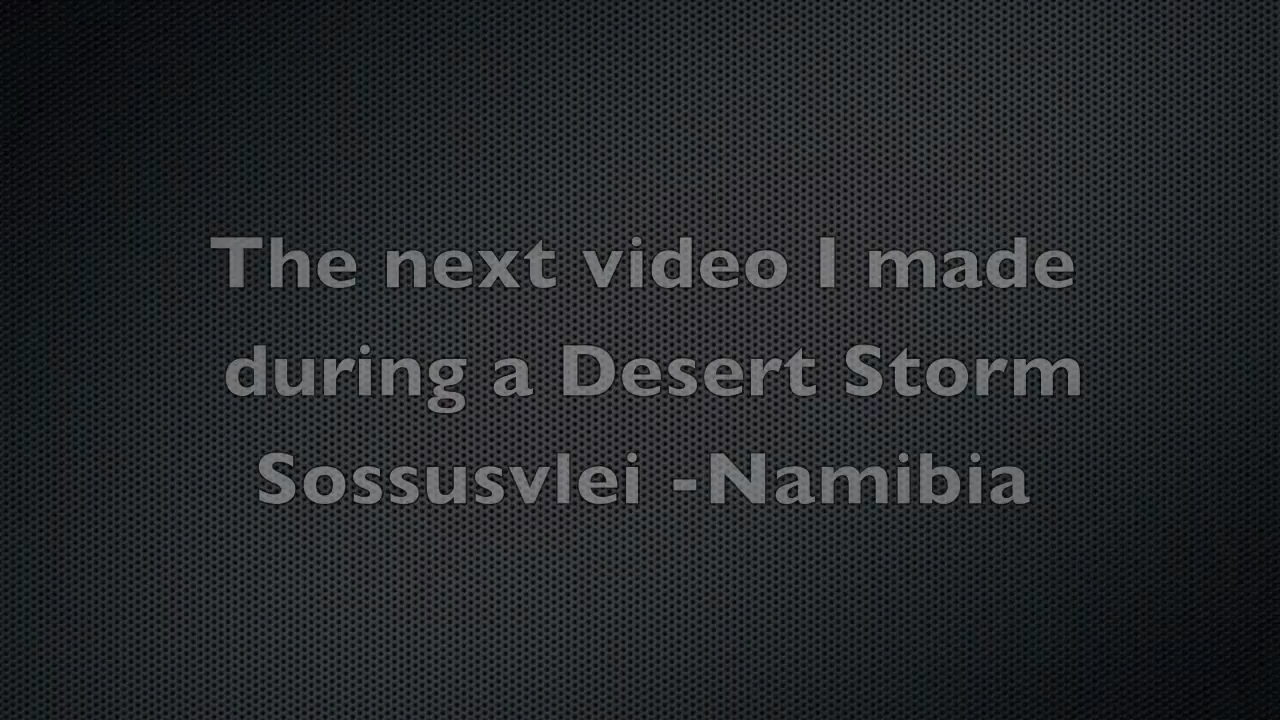 The next video I made
during a Desert Storm
Sossusvlei -Namibia